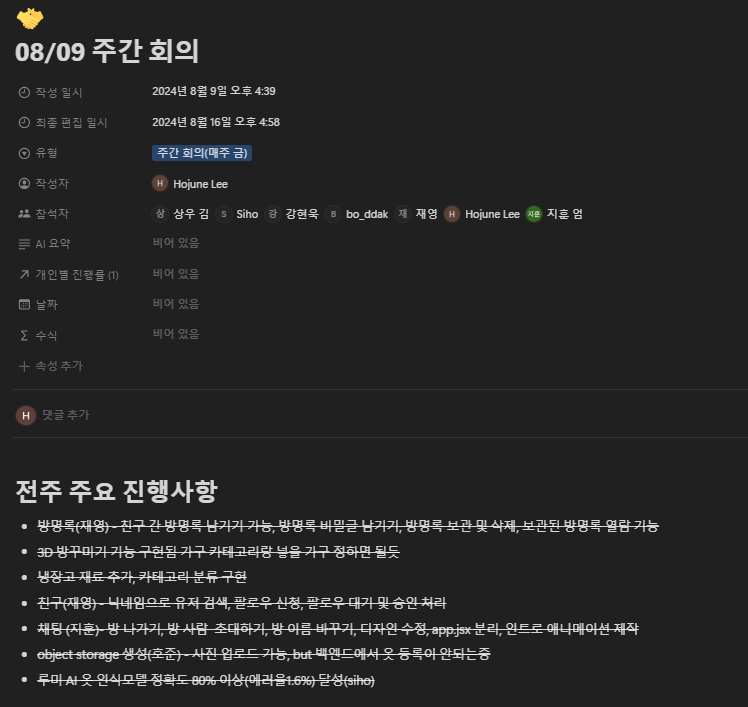 08/09 주간 회의
작성 일시 2024년 8월 9일 오후 4:39
최종 편집 일시 2024년 8월 16일 오후 4:58
유형 주간 회의(매주 금)
작성자 H Hojune Lee
참석자 상 상우 김 S Siho 강 강현욱 B bo_ddak 재 재영 H Hojune Lee 지훈 지훈 엄
AI 요약 비어 있음
개인별 진행률 (1) 비어 있음
날짜 비어 있음
수식 비어 있음
속성 추가
H 댓글 추가
전주 주요 진행사항
방명록(재영) - 친구 간 방명록 남기기 가능, 방명록 비밀글 남기기, 방명록 보관 및 삭제, 보관된 방명록 열람 기능
3D 방꾸미기 기능 구현됨 가구 카테고리랑 넣을 가구 정하면 될듯
냉장고 재료 추가, 카테고리 분류 구현
친구(재영) - 닉네임으로 유저 검색, 팔로우 신청, 팔로우 대기 및 승인 처리
채팅 (지훈)- 방 나가기, 방 사람 초대하기, 방 이름 바꾸기, 디자인 수정, app.jsx 분리, 인트로 애니메이션 제작
object storage 생성(호준) - 사진 업로드 가능, but 백엔드에서 옷 등록이 안되는중
루미 AI 옷 인식모델 정확도 80% 이상(에러율1.6%) 달성(siho)